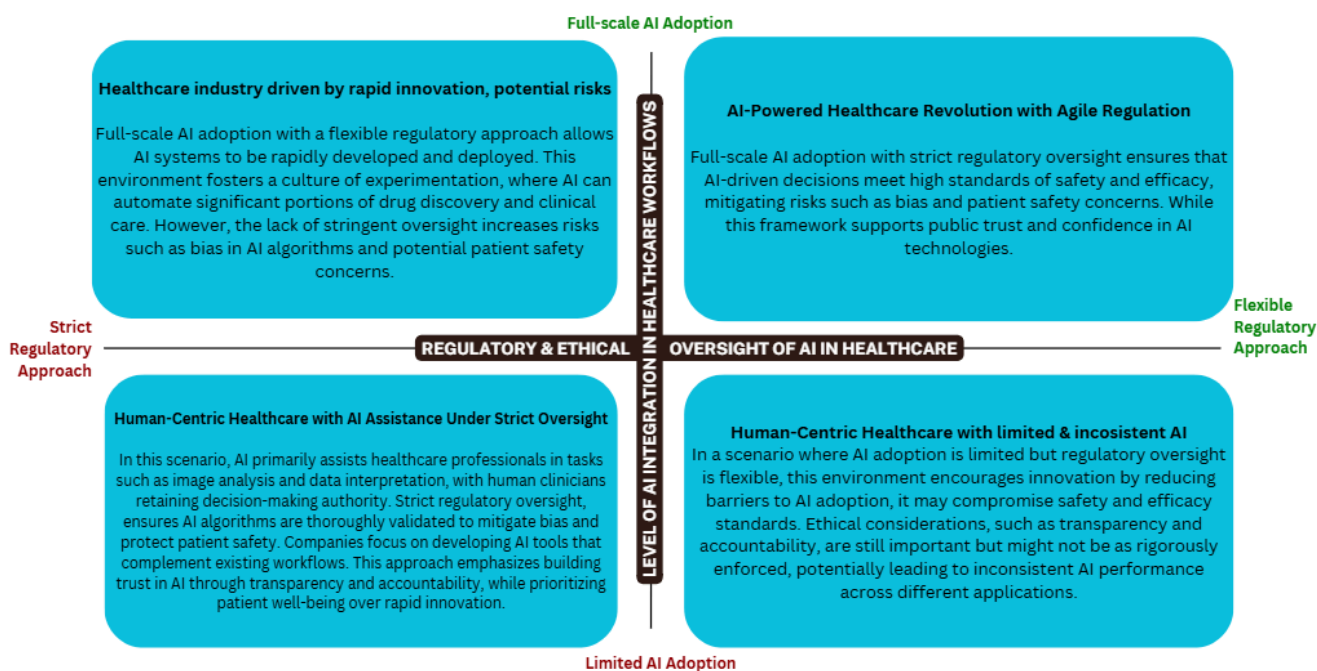 Full-scale AI Adoption
Healthcare industry driven by rapid innovation, potential risks
Full-scale AI adoption with a flexible regulatory approach allows
AI systems to be rapidly developed and deployed. This
environment fosters a culture of experimentation, where AI can
automate significant portions of drug discovery and clinical
care. However, the lack of stringent oversight increases risks
such as bias in AI algorithms and potential patient safety
concerns.
AI-Powered Healthcare Revolution with Agile Regulation
Full-scale AI adoption with strict regulatory oversight ensures that
AI-driven decisions meet high standards of safety and efficacy,
mitigating risks such as bias and patient safety concerns. While
this framework supports public trust and confidence in AI
technologies.
LEVEL OF AI INTEGRATION IN HEALTHCARE WORKFLOWS
Strict
Regulatory
Approach
REGULATORY & ETHICAL OVERSIGHT OF AI IN HEALTHCARE
Flexible
Regulatory
Approach
Human-Centric Healthcare with AI Assistance Under Strict Oversight
In this scenario, AI primarily assists healthcare professionals in tasks
such as image analysis and data interpretation, with human clinicians
retaining decision-making authority. Strict regulatory oversight,
ensures AI algorithms are thoroughly validated to mitigate bias and
protect patient safety. Companies focus on developing AI tools that
complement existing workflows. This approach emphasizes building
trust in AI through transparency and accountability, while prioritizing
patient well-being over rapid innovation.
Human-Centric Healthcare with limited & incosistent AI
In a scenario where AI adoption is limited but regulatory oversight
is flexible, this environment encourages innovation by reducing
barriers to AI adoption, it may compromise safety and efficacy
standards. Ethical considerations, such as transparency and
accountability, are still important but might not be as rigorously
enforced, potentially leading to inconsistent AI performance
across different applications.
Limited AI Adoption